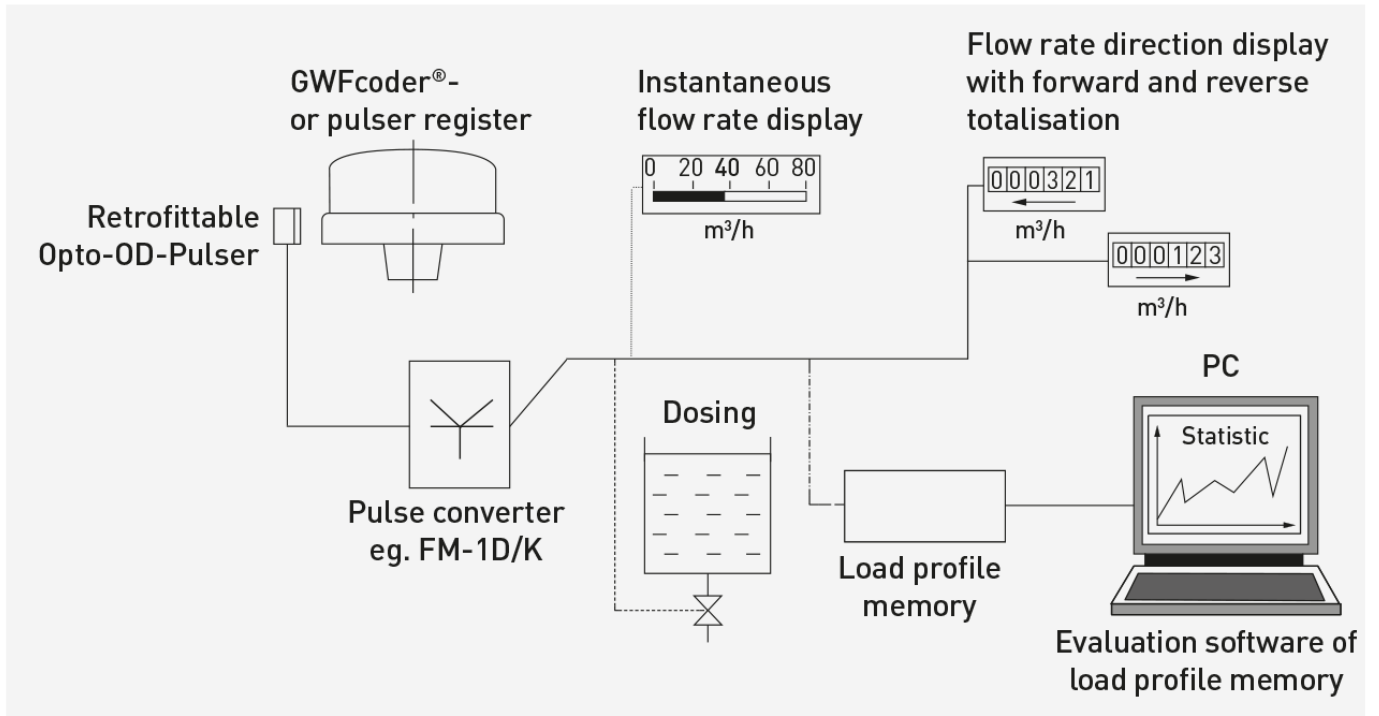 GWFcoder®-
or pulser register
Instantaneous
flow rate display
Flow rate direction display
with forward and reverse
totalisation
0 20 40 60 80
m³/h
000321
m³/h
000123
m³/h
Retrofittable
Opto-OD-Pulser
Pulse converter
eg. FM-1D/K
Dosing
Load profile
memory
PC
Statistic
Evaluation software of
load profile memory